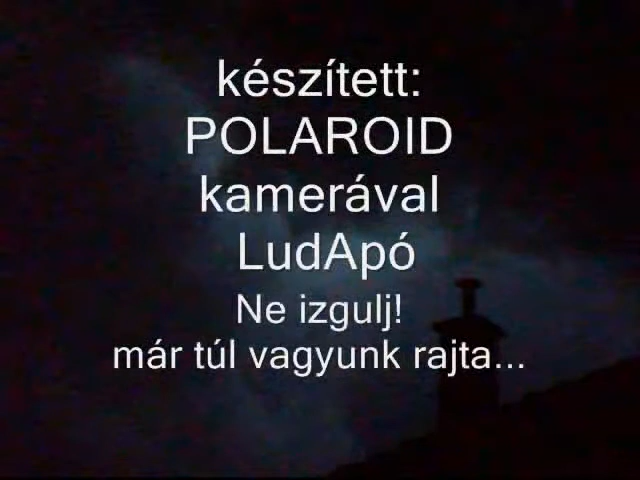 készített:
POLAROID
kamerával
LudApó
Ne izgulj!
már túl vagyunk rajta...